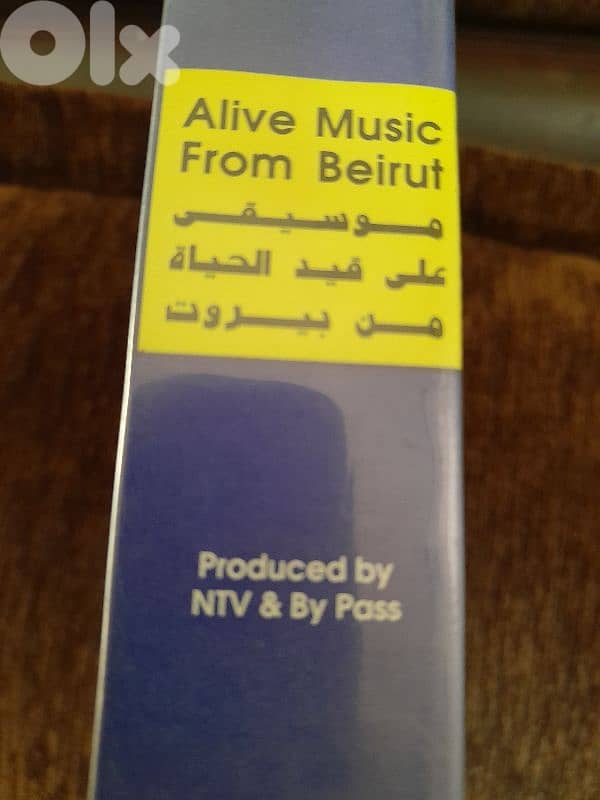 Olx
Alive Music
From Beirut
موسيقى
على قيد الحياة
من بيروت
Produced by
NTV & By Pass